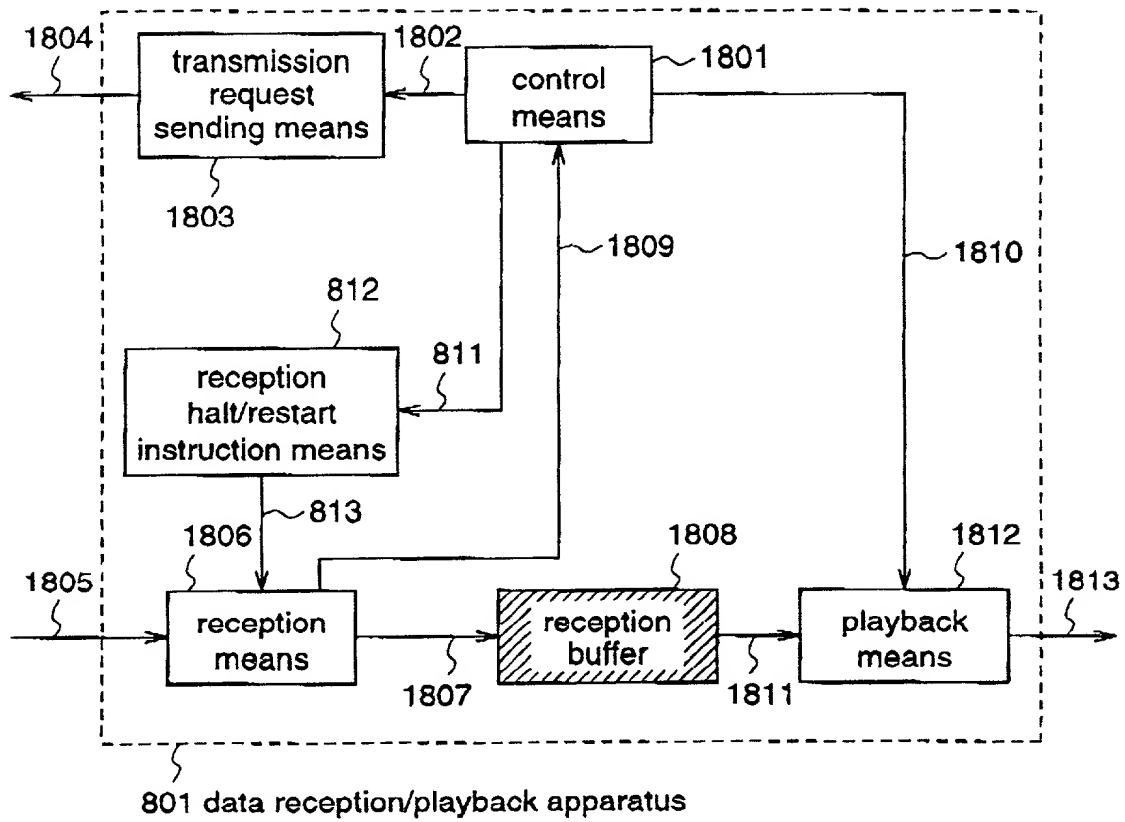 1804
transmission
request
sending means
1802
control
means
1801
1803
1809
1810
812
reception
halt/restart
instruction means
811
813
1806
1808
1812
1805
reception
means
reception
buffer
playback
means
1813
1807
1811
801 data reception/playback apparatus